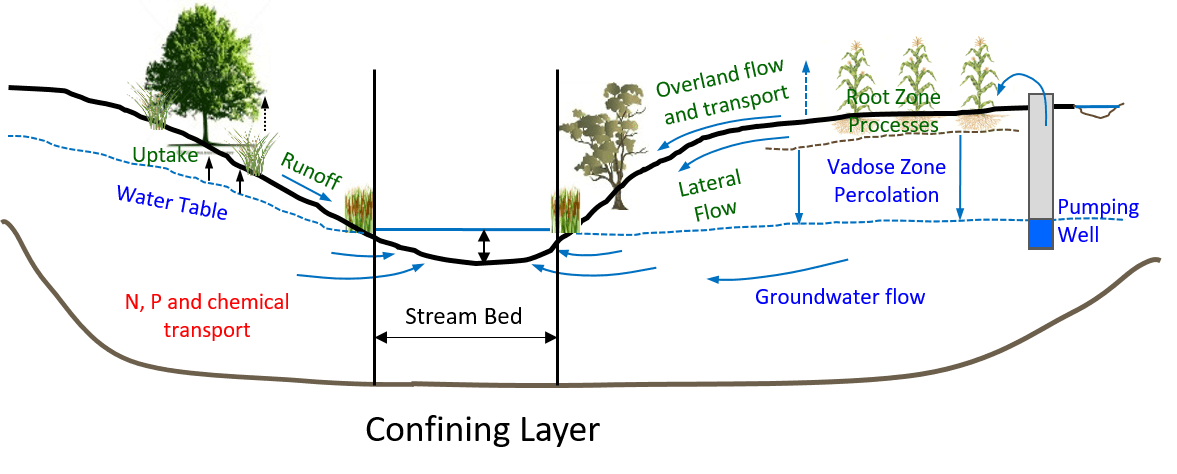 Overland flow
and transport
Root Zone
Processes
Uptake
Runoff
Water Table
Lateral
Flow
Vadose Zone
Percolation
Pumping
Well
N, P and chemical
transport
Stream Bed
Groundwater flow
Confining Layer